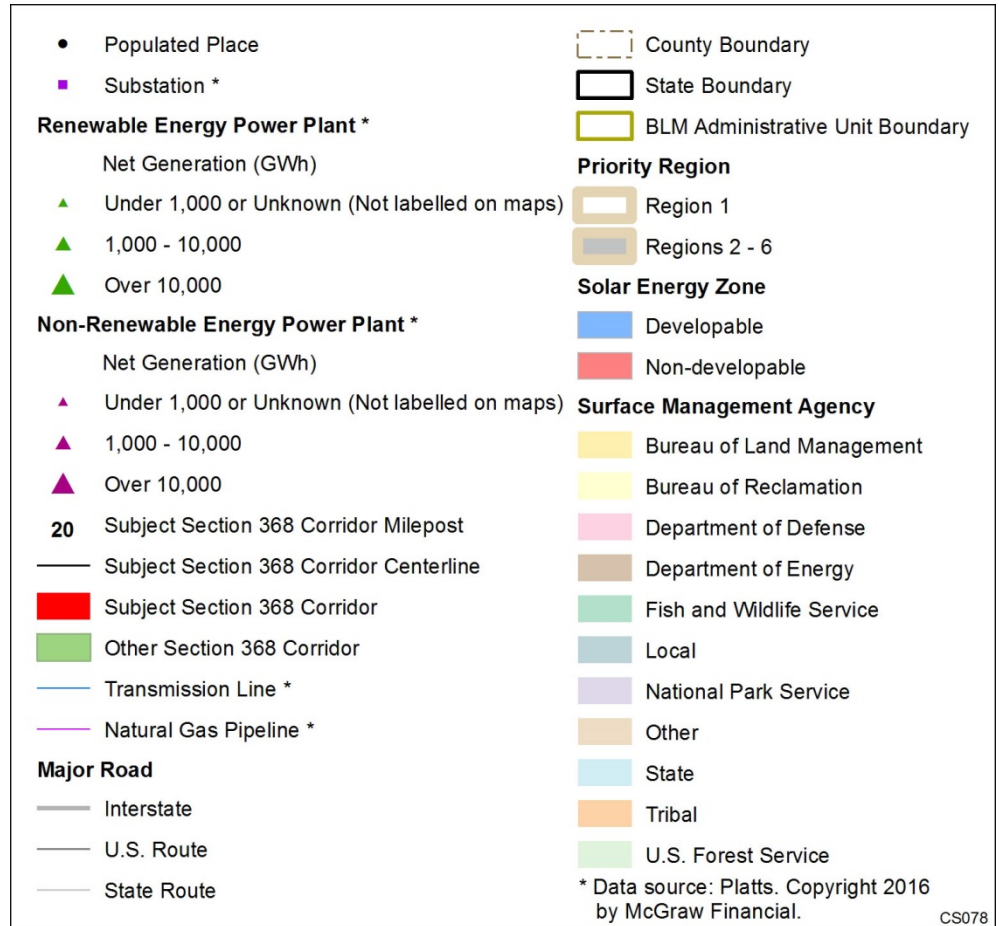 Populated Place
Substation *
Renewable Energy Power Plant *
Net Generation (GWh)
Under 1,000 or Unknown (Not labelled on maps)
1,000 - 10,000
Over 10,000
Non-Renewable Energy Power Plant *
Net Generation (GWh)
Under 1,000 or Unknown (Not labelled on maps)
1,000 - 10,000
Over 10,000
20 Subject Section 368 Corridor Milepost
Subject Section 368 Corridor Centerline
Subject Section 368 Corridor
Other Section 368 Corridor
Transmission Line *
Natural Gas Pipeline *
Major Road
Interstate
U.S. Route
State Route
County Boundary
State Boundary
BLM Administrative Unit Boundary
Priority Region
Region 1
Regions 2 - 6
Solar Energy Zone
Developable
Non-developable
Surface Management Agency
Bureau of Land Management
Bureau of Reclamation
Department of Defense
Department of Energy
Fish and Wildlife Service
Local
National Park Service
Other
State
Tribal
U.S. Forest Service
* Data source: Platts. Copyright 2016
by McGraw Financial.
CS078